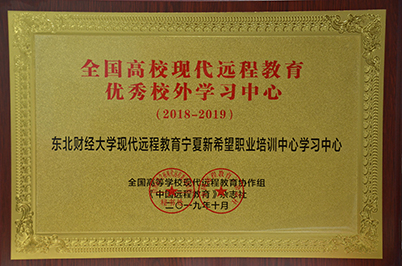 全国高校现代远程教育
优秀校外学习中心
(2018-2019)
东北财经大学现代远程教育宁夏新希望职业培训中心学习中心
全国高等学校现代远程教育协作组
《中国远程教育》杂志社
二〇一九年十月